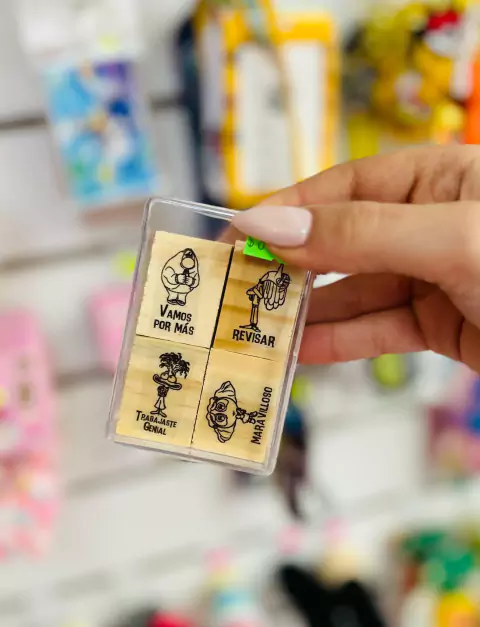 VAMOS
POR MÁS
REVISAR
TRABAJASTE
GENIAL
MARAVILLOSO